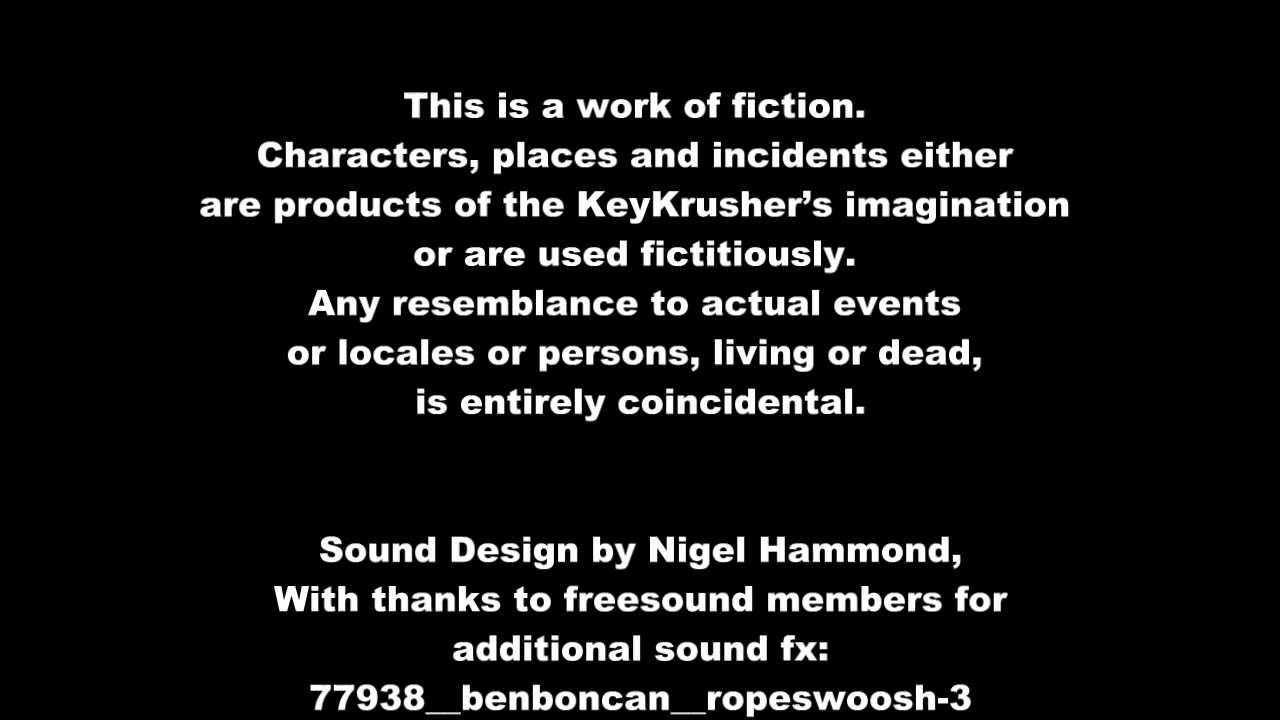 This is a work of fiction.
Characters, places and incidents either
are products of the KeyKrusher’s imagination
or are used fictitiously.
Any resemblance to actual events
or locales or persons, living or dead,
is entirely coincidental.
Sound Design by Nigel Hammond,
With thanks to freesound members for
additional sound fx:
77938__benboncan__ropeswoosh-3